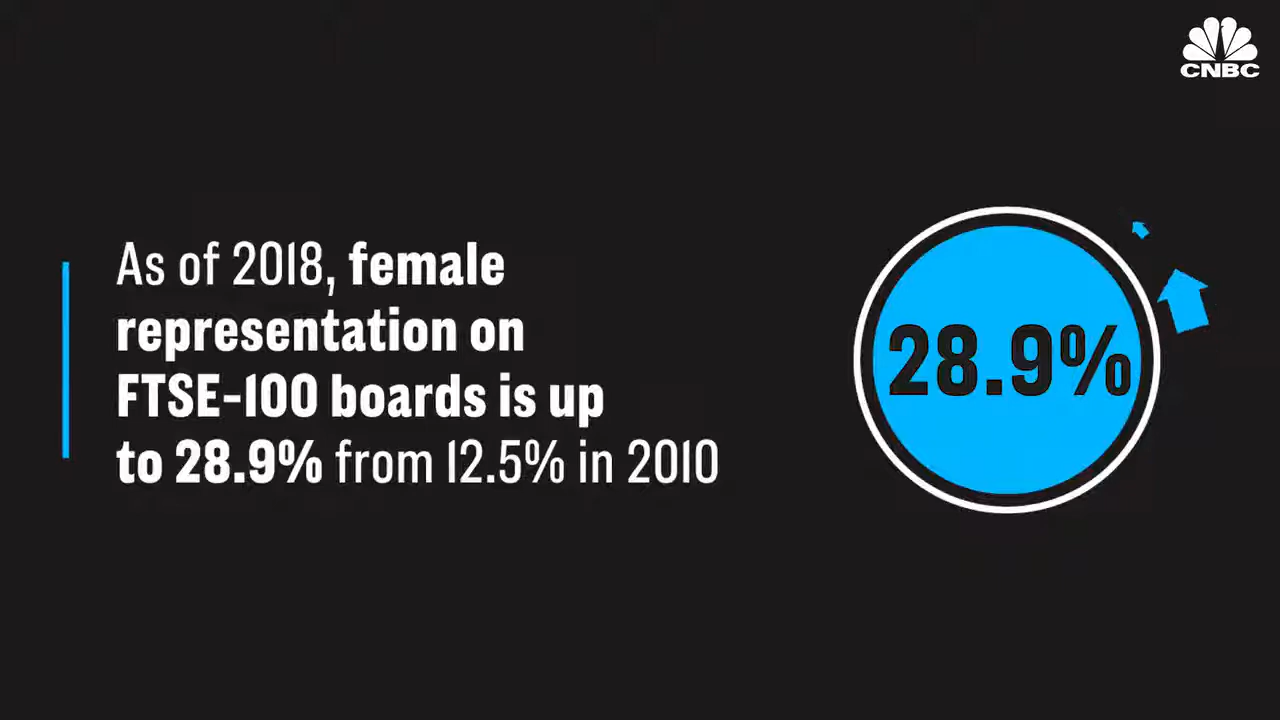 CNBC
As of 2018, female
representation on
FTSE-100 boards is up
to 28.9% from 12.5% in 2010
28.9%